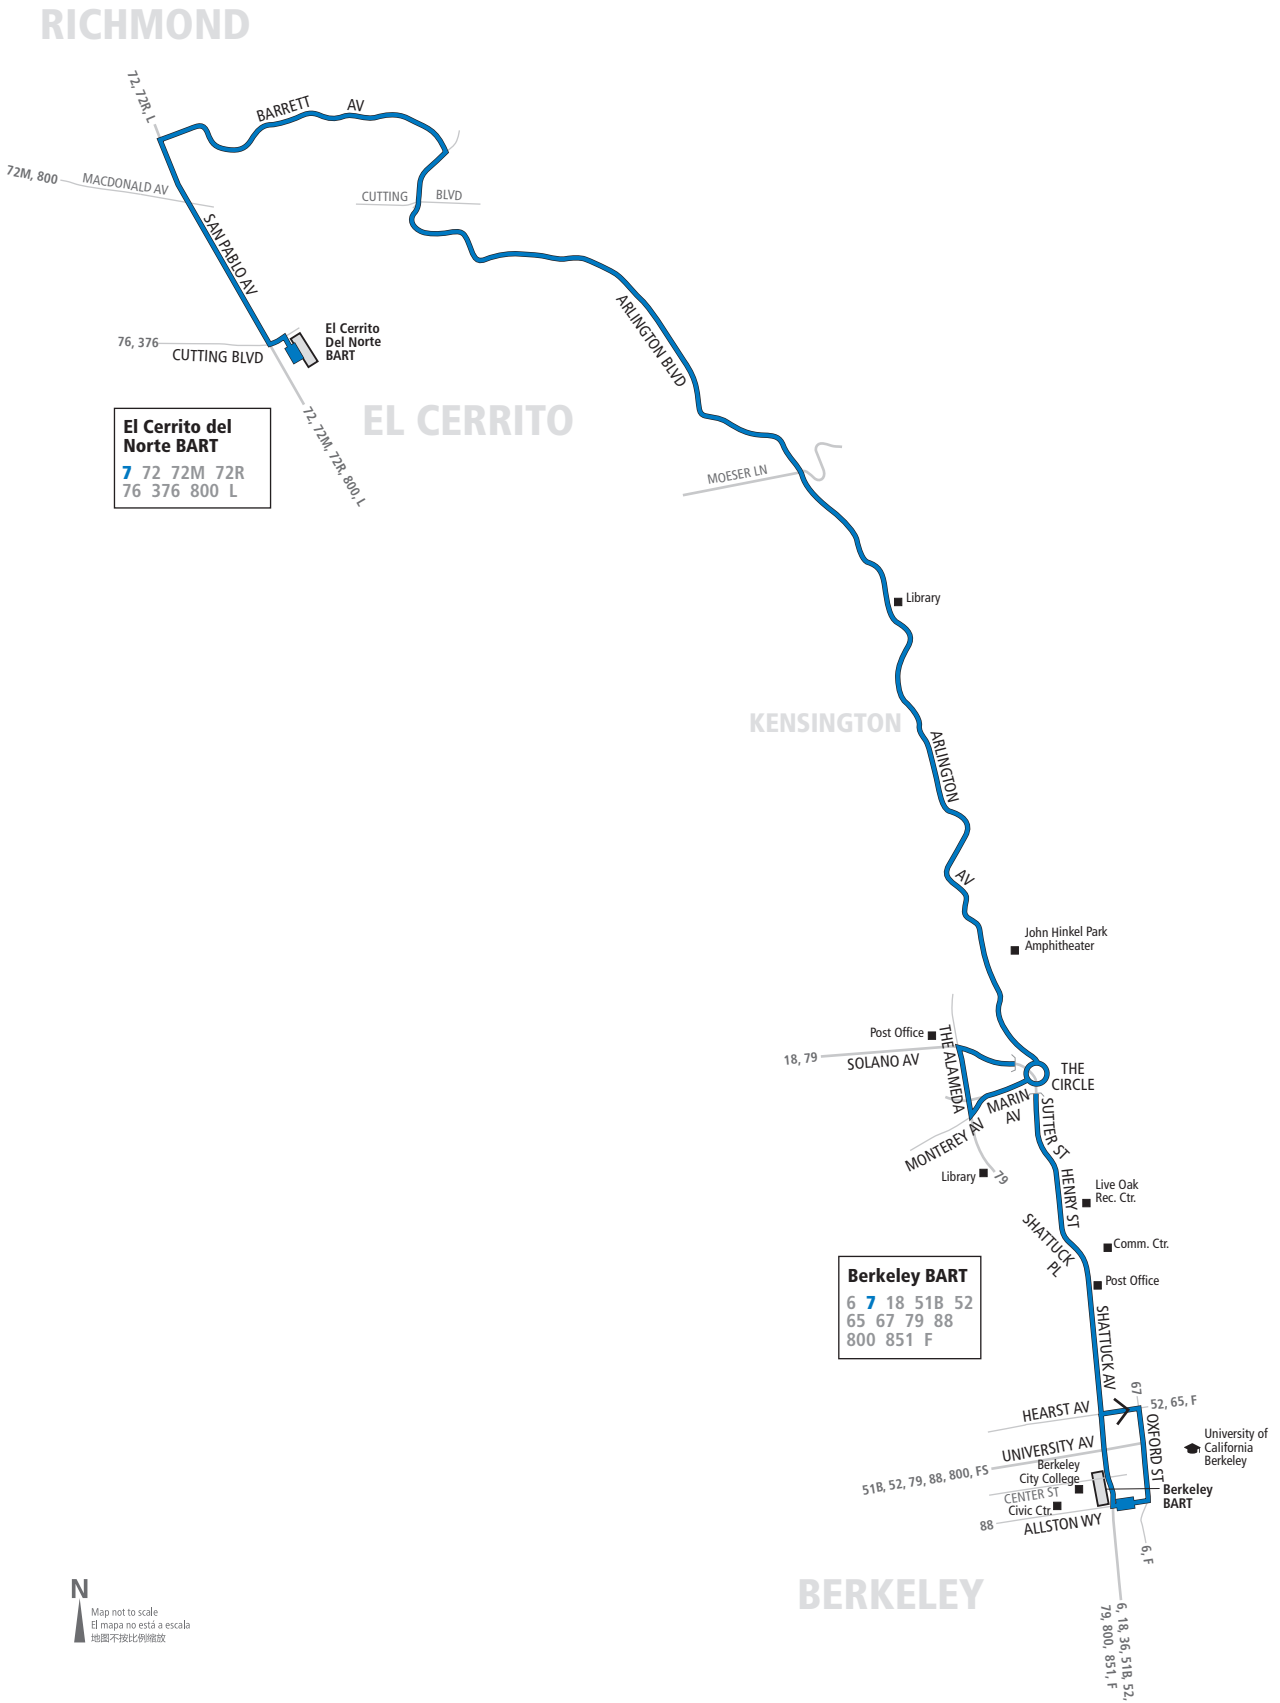 RICHMOND
72, 72R, L
BARRETT AV
72M, 800
MACDONALD AV
CUTTING BLVD
SAN PABLO AV
ARLINGTON BLVD
76, 376
CUTTING BLVD
El Cerrito
Del Norte
BART
EL CERRITO
El Cerrito del
Norte BART
7 72 72M 72R
76 376 800 L
72, 72M, 72R, 800, L
MOESER LN
Library
KENSINGTON
ARLINGTON
AV
John Hinkel Park
Amphitheater
Post Office
18, 79
SOLANO AV
THE ALAMEDA
THE
CIRCLE
MARIN
AV
SUTTER ST
MONTEREY AV
Library
79
HENRY ST
Live Oak
Rec. Ctr.
SHATTUCK
PL
Comm. Ctr.
Post Office
Berkeley BART
6 7 18 51B 52
65 67 79 88
800 851 F
SHATTUCK AV
67
52, 65, F
HEARST AV
OXFORD ST
University of
California
Berkeley
UNIVERSITY AV
51B, 52, 79, 88, 800, FS
Berkeley
City College
CENTER ST
Berkeley
BART
Civic Ctr.
88
ALLSTON WY
6, F
BERKELEY
6, 18, 36, 51B, 52,
79, 800, 851, F
N
Map not to scale
El mapa no está a escala
地图不按比例缩放